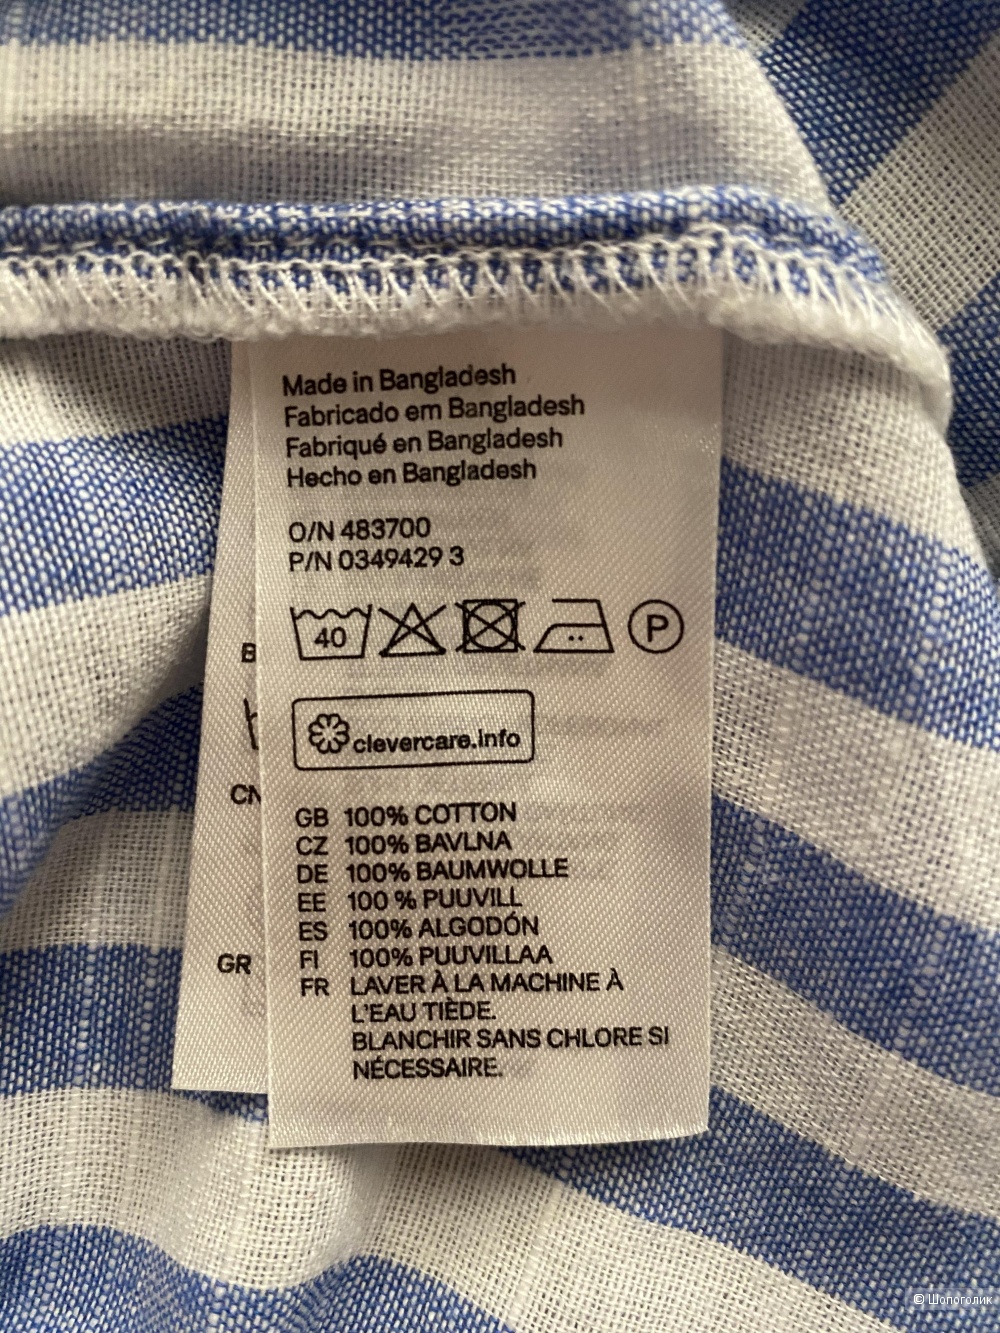 Made in Bangladesh
Fabricado em Bangladesh
Fabriqué en Bangladesh
Hecho en Bangladesh
O/N 483700
P/N 0349429 3
40
P
clevercare.info
GB 100% COTTON
CZ 100% BAVLNA
DE 100% BAUMWOLLE
EE 100 % PUUVILL
ES 100% ALGODÓN
FI 100% PUUVILLAA
FR LAVER À LA MACHINE À
L'EAU TIÈDE.
BLANCHIR SANS CHLORE SI
NÉCESSAIRE.
CN
GR
© Шопоголик